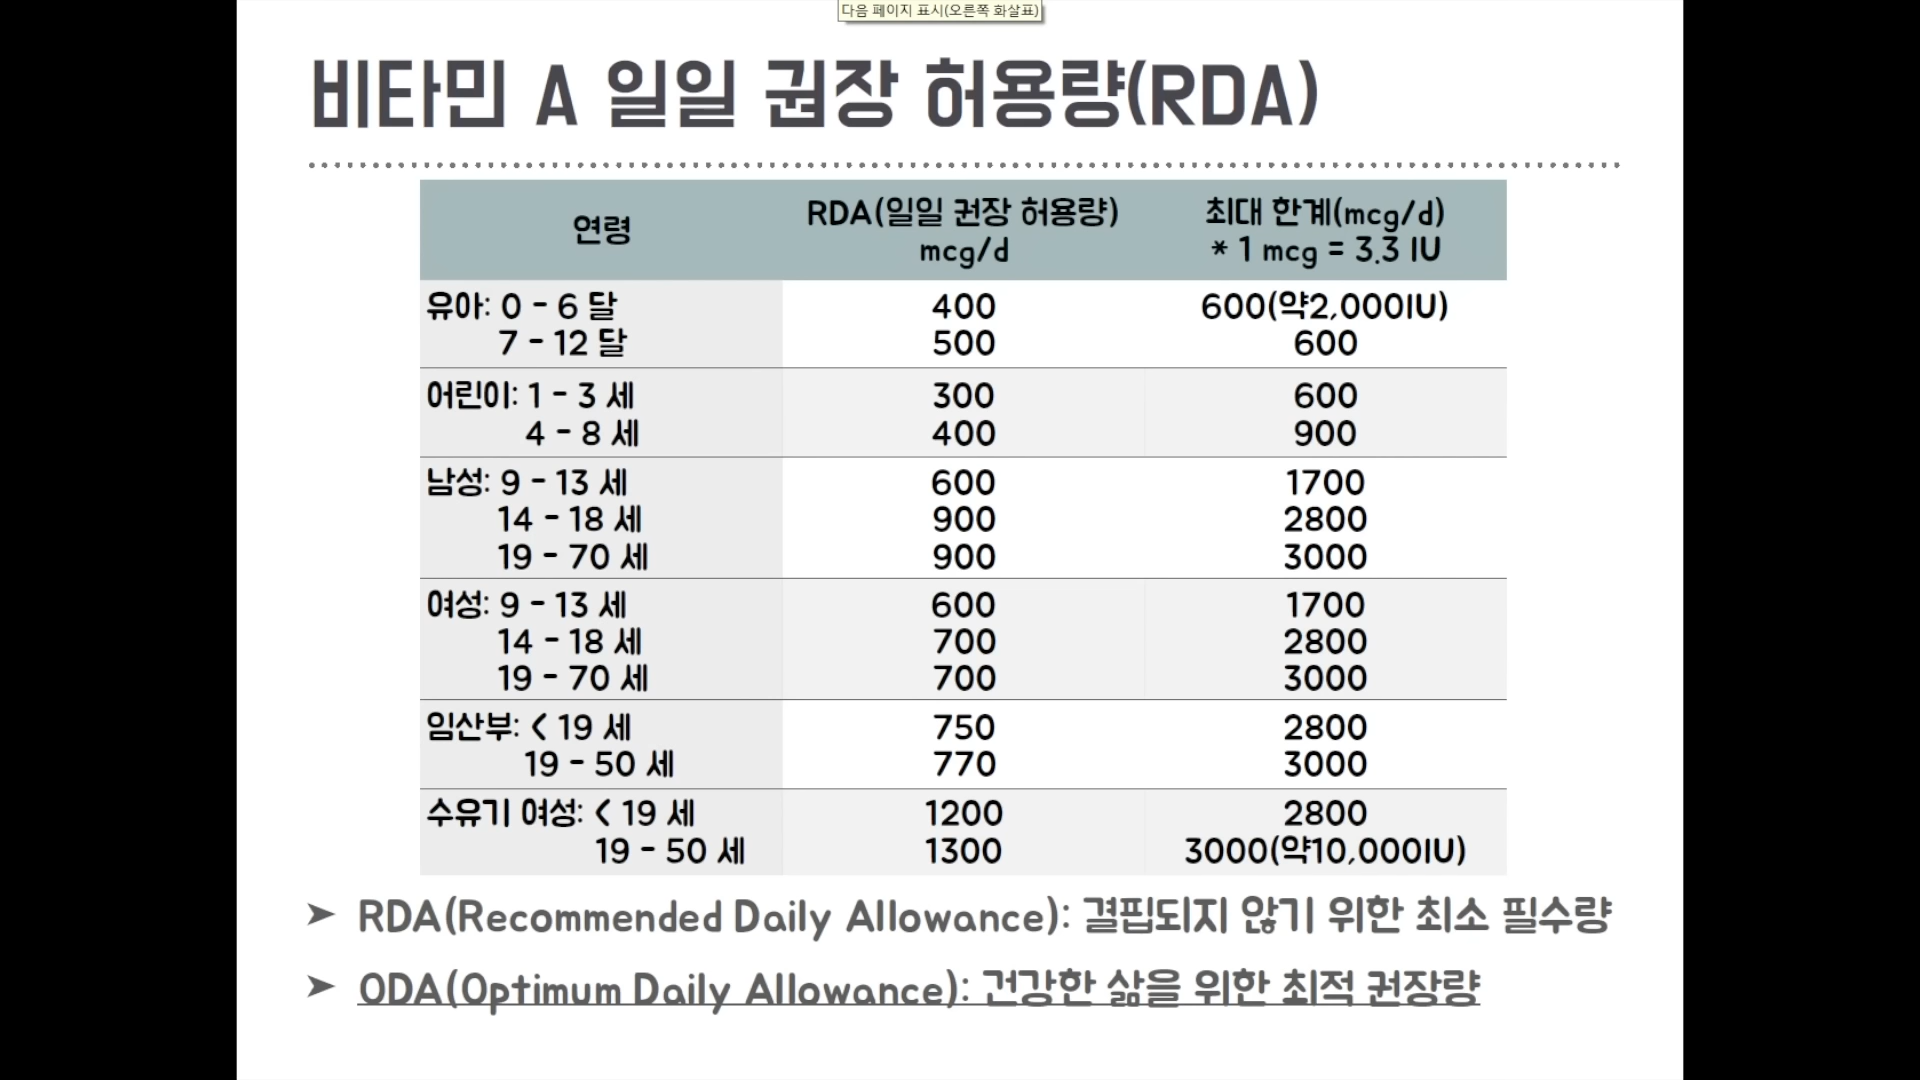 다음 페이지 표시(오른쪽 화살표)
비타민 A 일일 권장 허용량(RDA)
연령 RDA(일일 권장 허용량) mcg/d 최대 한계(mcg/d) * 1 mcg = 3.3 IU
유아: 0 - 6 달 400 600(약2,000IU)
7 - 12 달 500 600
어린이: 1 - 3 세 300 600
4 - 8 세 400 900
남성: 9 - 13 세 600 1700
14 - 18 세 900 2800
19 - 70 세 900 3000
여성: 9 - 13 세 600 1700
14 - 18 세 700 2800
19 - 70 세 700 3000
임산부: < 19 세 750 2800
19 - 50 세 770 3000
수유기 여성: < 19 세 1200 2800
19 - 50 세 1300 3000(약10,000IU)
➤ RDA(Recommended Daily Allowance): 결핍되지 않기 위한 최소 필수량
➤ ODA(Optimum Daily Allowance): 건강한 삶을 위한 최적 권장량